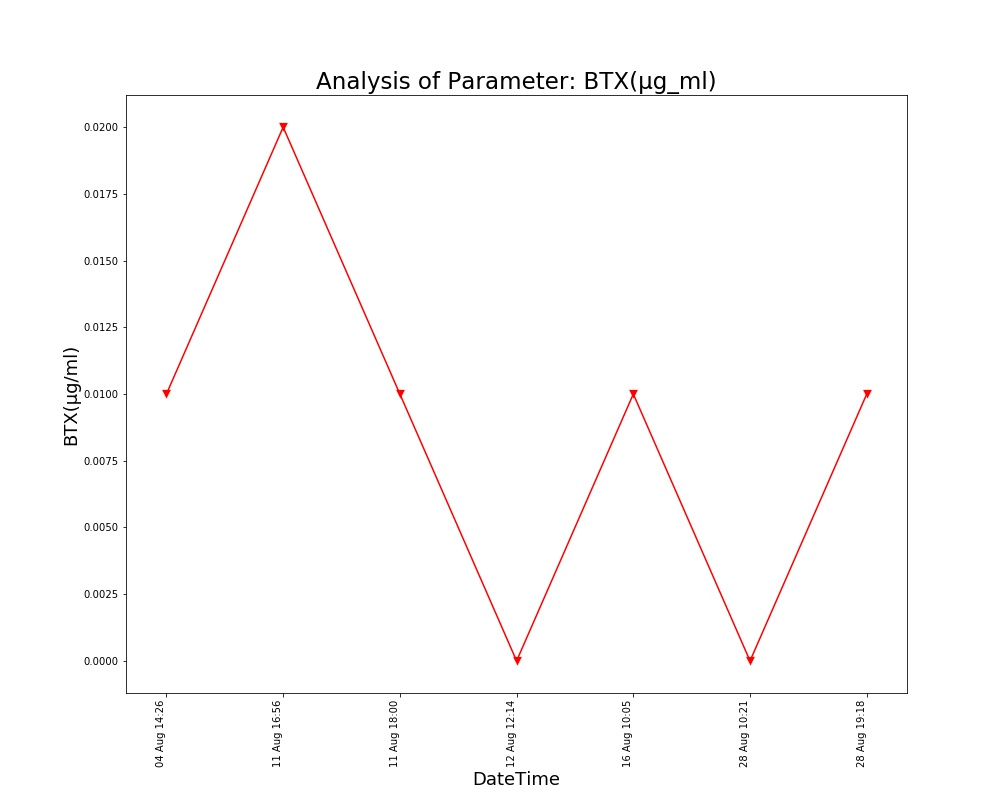 Analysis of Parameter: BTX(µg_ml)
BTX(µg/ml)
0.0200
0.0175
0.0150
0.0125
0.0100
0.0075
0.0050
0.0025
0.0000
04 Aug 14:26
11 Aug 16:56
11 Aug 18:00
12 Aug 12:14
16 Aug 10:05
28 Aug 10:21
28 Aug 19:18
DateTime